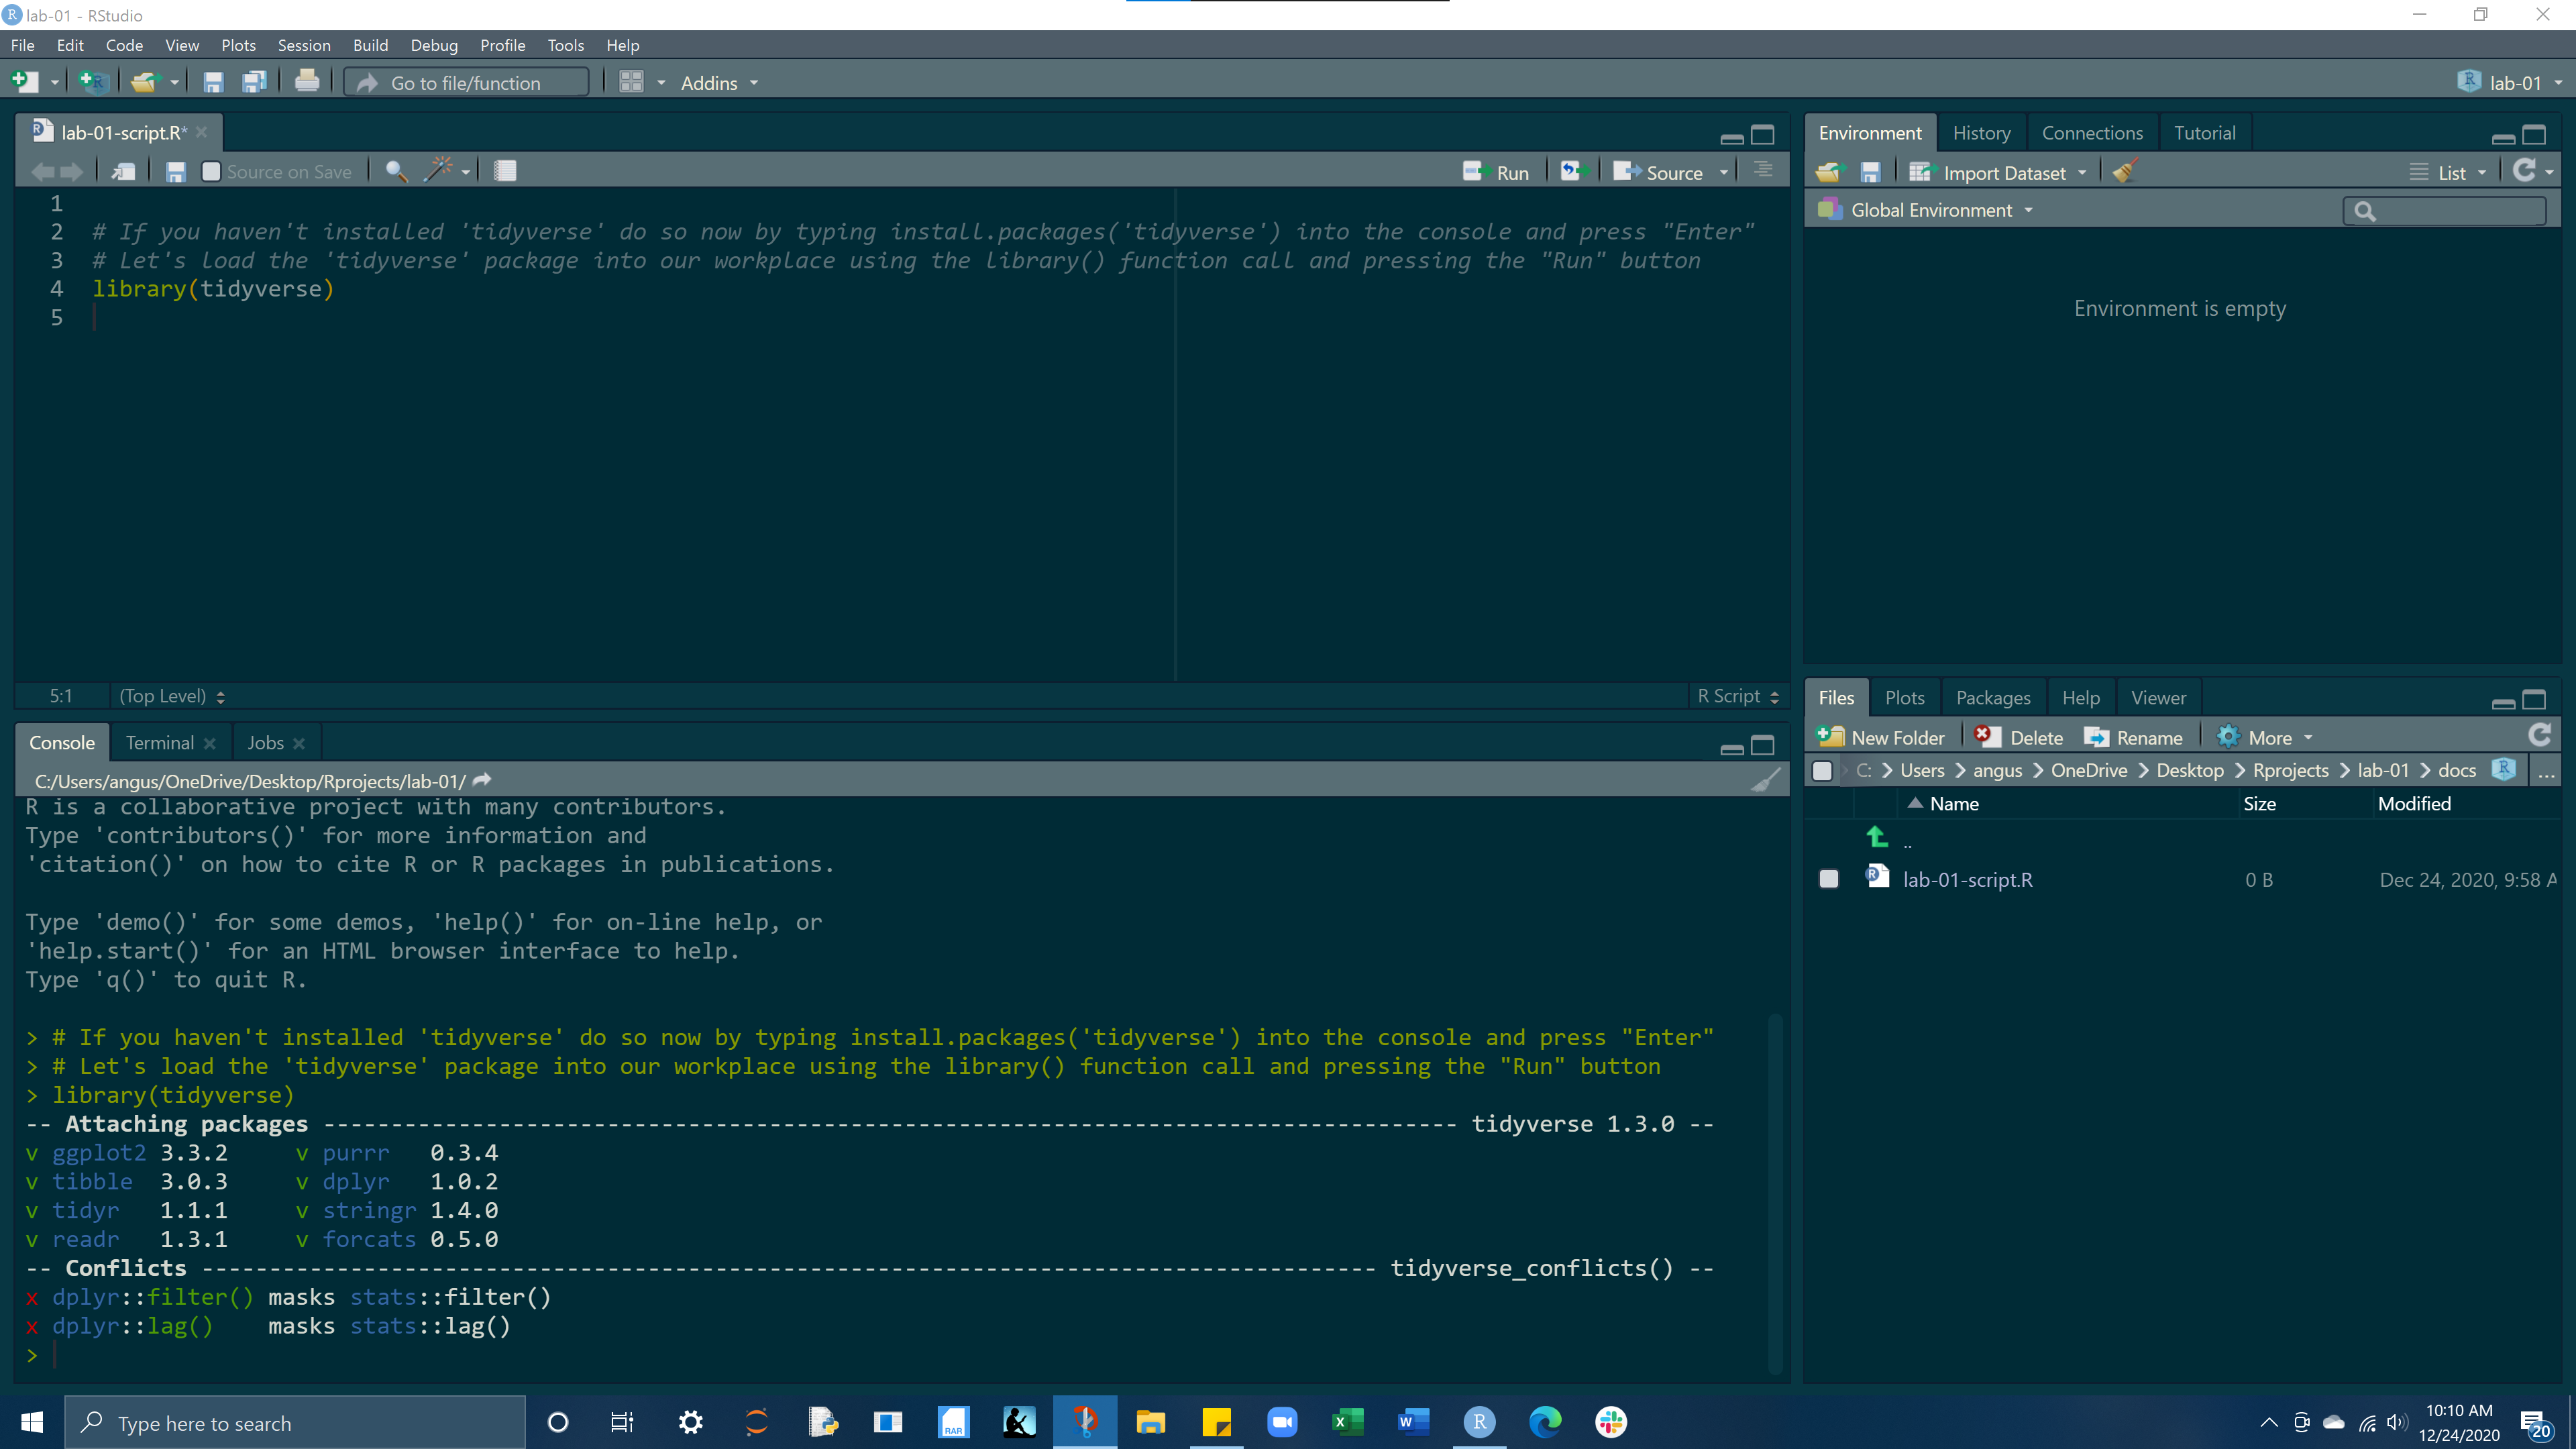 lab-01 - RStudio
File Edit Code View Plots Session Build Debug Profile Tools Help
Go to file/function Addins lab-01
lab-01-script.R*
Source on Save Run Source
1
2 # If you haven't installed 'tidyverse' do so now by typing install.packages('tidyverse') into the console and press "Enter"
3 # Let's load the 'tidyverse' package into our workplace using the library() function call and pressing the "Run" button
4 library(tidyverse)
5
5:1 (Top Level) R Script
Console Terminal Jobs
C:/Users/angus/OneDrive/Desktop/Rprojects/lab-01/
R is a collaborative project with many contributors.
Type 'contributors()' for more information and
'citation()' on how to cite R or R packages in publications.
Type 'demo()' for some demos, 'help()' for on-line help, or
'help.start()' for an HTML browser interface to help.
Type 'q()' to quit R.
> # If you haven't installed 'tidyverse' do so now by typing install.packages('tidyverse') into the console and press "Enter"
> # Let's load the 'tidyverse' package into our workplace using the library() function call and pressing the "Run" button
> library(tidyverse)
-- Attaching packages ------------------------------------------------------------------------------------ tidyverse 1.3.0 --
v ggplot2 3.3.2     v purrr   0.3.4
v tibble  3.0.3     v dplyr   1.0.2
v tidyr   1.1.1     v stringr 1.4.0
v readr   1.3.1     v forcats 0.5.0
-- Conflicts --------------------------------------------------------------------------------------- tidyverse_conflicts() --
x dplyr::filter() masks stats::filter()
x dplyr::lag()    masks stats::lag()
>
Environment History Connections Tutorial
Import Dataset List
Global Environment
Environment is empty
Files Plots Packages Help Viewer
New Folder Delete Rename More
C: > Users > angus > OneDrive > Desktop > Rprojects > lab-01 > docs ...
Name Size Modified
..
lab-01-script.R 0 B Dec 24, 2020, 9:58 A
Type here to search
RAR
10:10 AM
12/24/2020
20